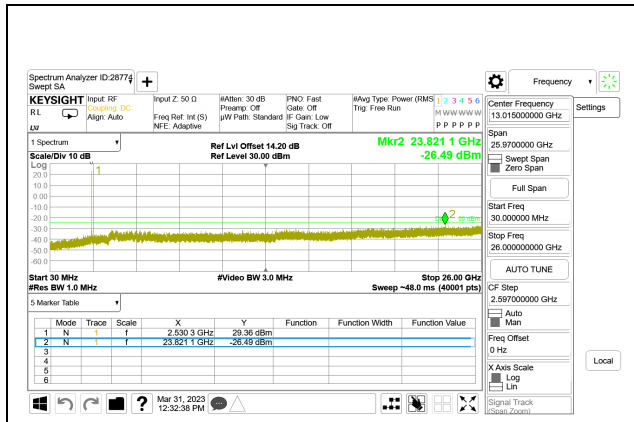 Spectrum Analyzer ID:28774
Swept SA
+
Frequency
KEYSIGHT
Input: RF
Coupling: DC
Align: Auto
Input Z: 50 Ω
Freq Ref: Int (S)
NFE: Adaptive
#Atten: 30 dB
Preamp: Off
µW Path: Standard
PNO: Fast
Gate: Off
IF Gain: Low
Sig Track: Off
#Avg Type: Power (RMS
Trig: Free Run
1 2 3 4 5 6
M W W W W W
P P P P P P
RL
LXI
1 Spectrum
Scale/Div 10 dB
Ref Lvl Offset 14.20 dB
Ref Level 30.00 dBm
Mkr2 23.821 1 GHz
-26.49 dBm
Log
20.0
10.0
0.00
-10.0
-20.0
-30.0
-40.0
-50.0
-60.0
1
2
Start 30 MHz
#Video BW 3.0 MHz
Stop 26.00 GHz
#Res BW 1.0 MHz
Sweep ~48.0 ms (40001 pts)
5 Marker Table
Mode Trace Scale X Y Function Function Width Function Value
1 N 1 f 2.530 3 GHz 29.36 dBm
2 N 1 f 23.821 1 GHz -26.49 dBm
3
4
5
6
?
Mar 31, 2023
12:32:38 PM
Center Frequency
13.015000000 GHz
Settings
Span
25.9700000 GHz
Swept Span
Zero Span
Full Span
Start Freq
30.000000 MHz
Stop Freq
26.000000000 GHz
AUTO TUNE
CF Step
2.597000000 GHz
Auto
Man
Freq Offset
0 Hz
X Axis Scale
Log
Lin
Local
Signal Track
(Span Zoom)